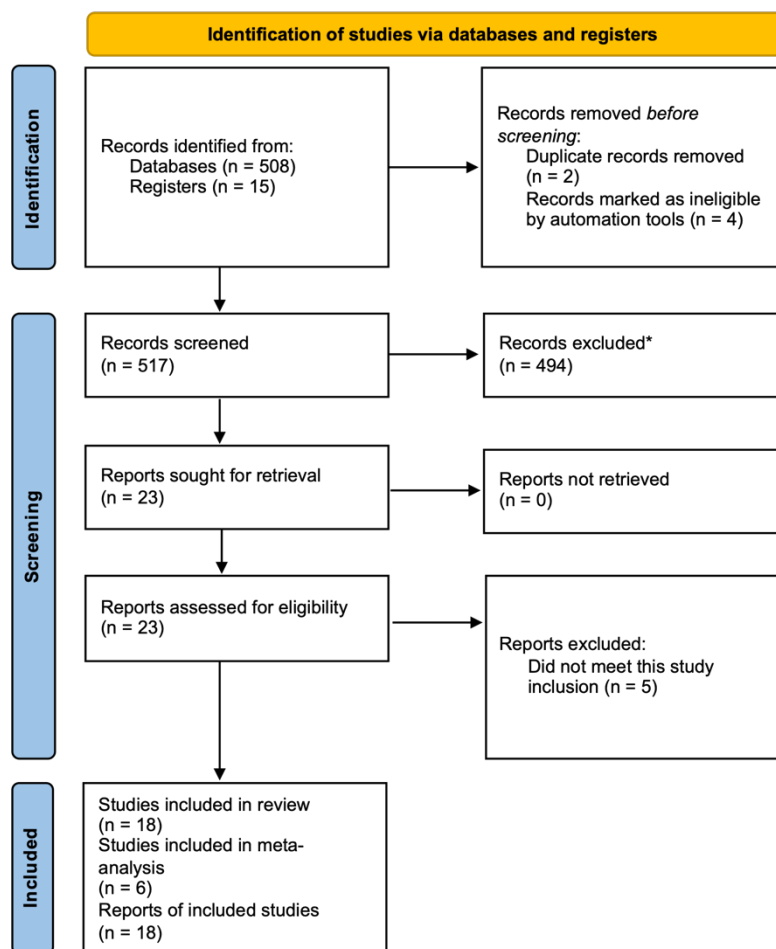 Identification of studies via databases and registers
Identification
Records identified from:
Databases (n = 508)
Registers (n = 15)
Records removed before
screening:
Duplicate records removed
(n = 2)
Records marked as ineligible
by automation tools (n = 4)
Screening
Records screened
(n = 517)
Records excluded*
(n = 494)
Reports sought for retrieval
(n = 23)
Reports not retrieved
(n = 0)
Reports assessed for eligibility
(n = 23)
Reports excluded:
Did not meet this study
inclusion (n = 5)
Included
Studies included in review
(n = 18)
Studies included in meta-
analysis
(n = 6)
Reports of included studies
(n = 18)